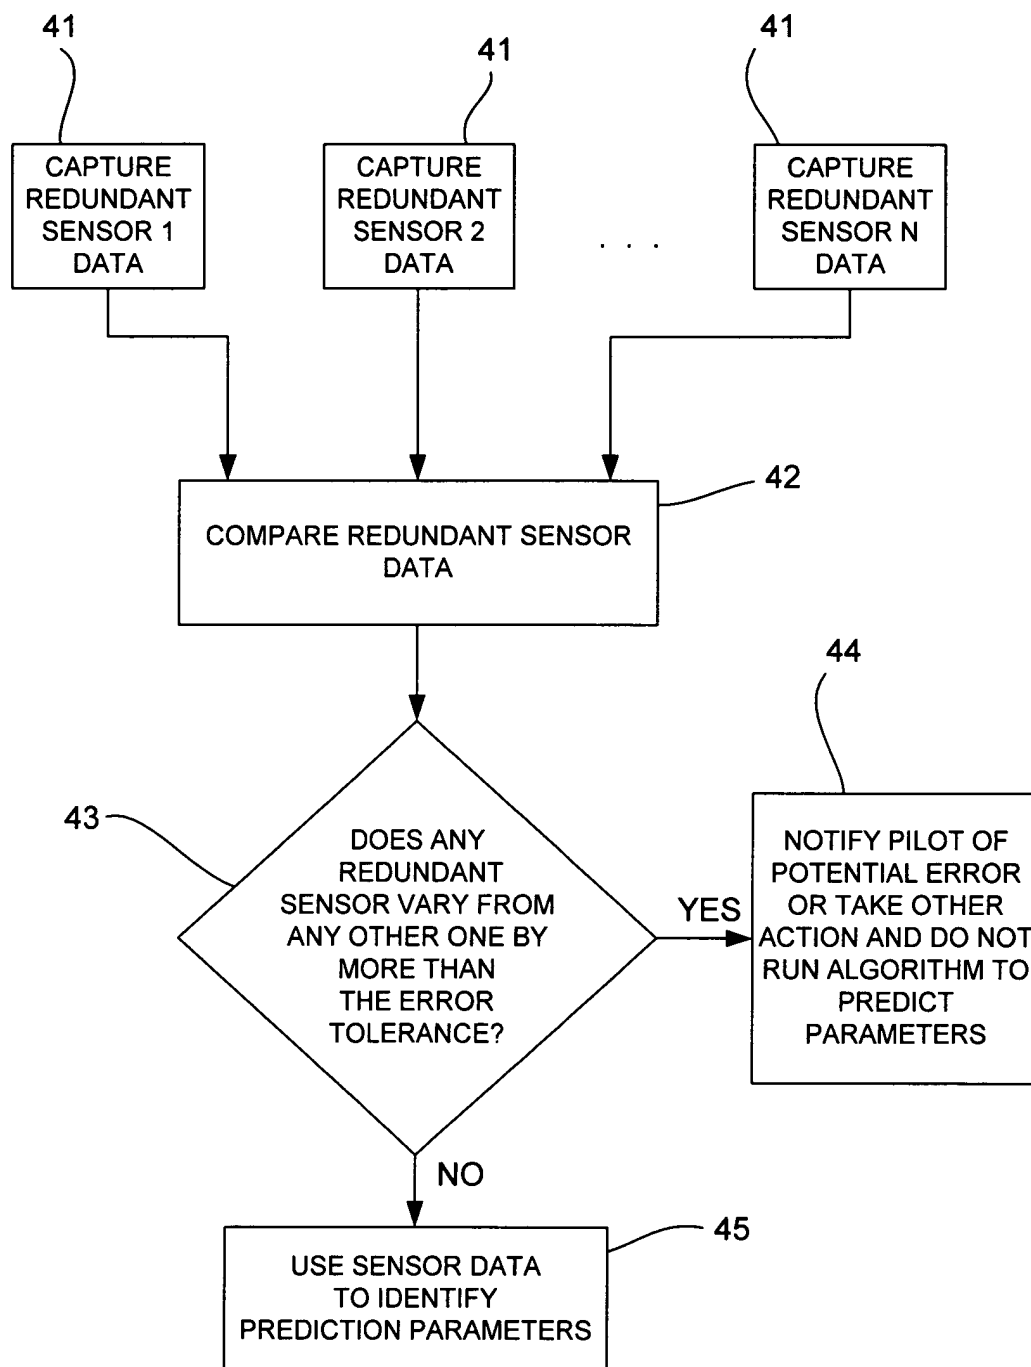 41
41
41
CAPTURE
REDUNDANT
SENSOR 1
DATA
CAPTURE
REDUNDANT
SENSOR 2
DATA
. . .
CAPTURE
REDUNDANT
SENSOR N
DATA
42
COMPARE REDUNDANT SENSOR
DATA
43
DOES ANY
REDUNDANT
SENSOR VARY FROM
ANY OTHER ONE BY
MORE THAN
THE ERROR
TOLERANCE?
YES
44
NOTIFY PILOT OF
POTENTIAL ERROR
OR TAKE OTHER
ACTION AND DO NOT
RUN ALGORITHM TO
PREDICT
PARAMETERS
NO
45
USE SENSOR DATA
TO IDENTIFY
PREDICTION PARAMETERS